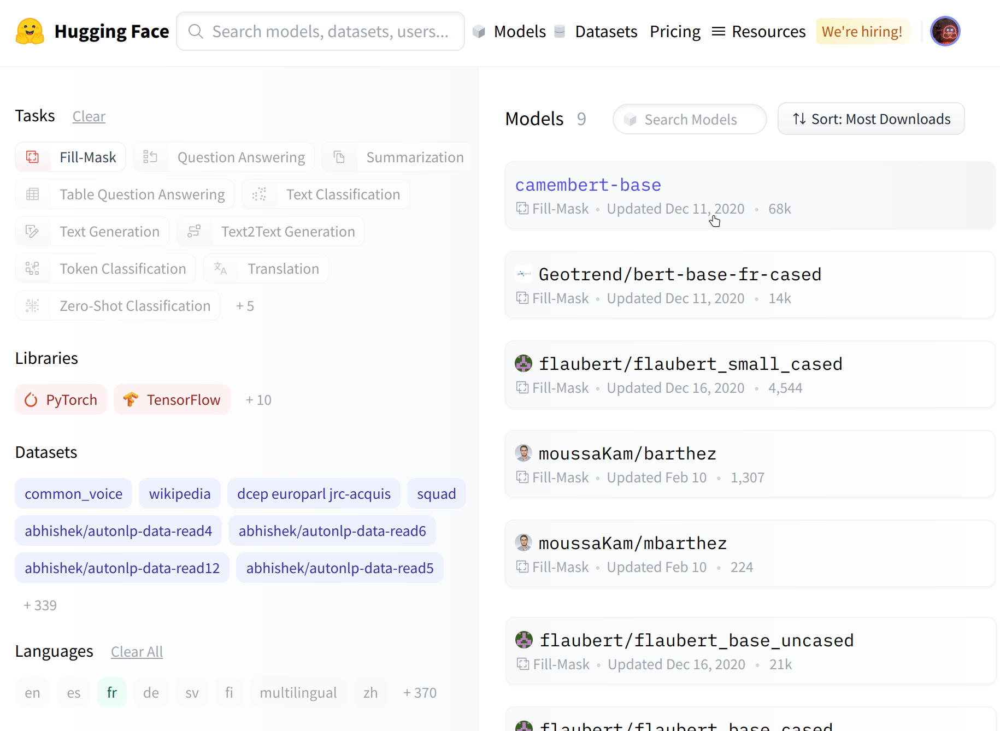 Hugging Face Search models, datasets, users... Models Datasets Pricing Resources We're hiring!
Tasks Clear
Fill-Mask Question Answering Summarization
Table Question Answering Text Classification
Text Generation Text2Text Generation
Token Classification Translation
Zero-Shot Classification + 5
Libraries
PyTorch TensorFlow + 10
Datasets
common_voice wikipedia dcep europarl jrc-acquis squad
abhishek/autonlp-data-read4 abhishek/autonlp-data-read6
abhishek/autonlp-data-read12 abhishek/autonlp-data-read5
+ 339
Languages Clear All
en es fr de sv fi multilingual zh + 370
Models 9 Search Models Sort: Most Downloads
camembert-base
Fill-Mask • Updated Dec 11, 2020 • 68k
Geotrend/bert-base-fr-cased
Fill-Mask • Updated Dec 11, 2020 • 14k
flaubert/flaubert_small_cased
Fill-Mask • Updated Dec 16, 2020 • 4,544
moussaKam/barthez
Fill-Mask • Updated Feb 10 • 1,307
moussaKam/mbarthez
Fill-Mask • Updated Feb 10 • 224
flaubert/flaubert_base_uncased
Fill-Mask • Updated Dec 16, 2020 • 21k
flaubert/flaubert_base_cased